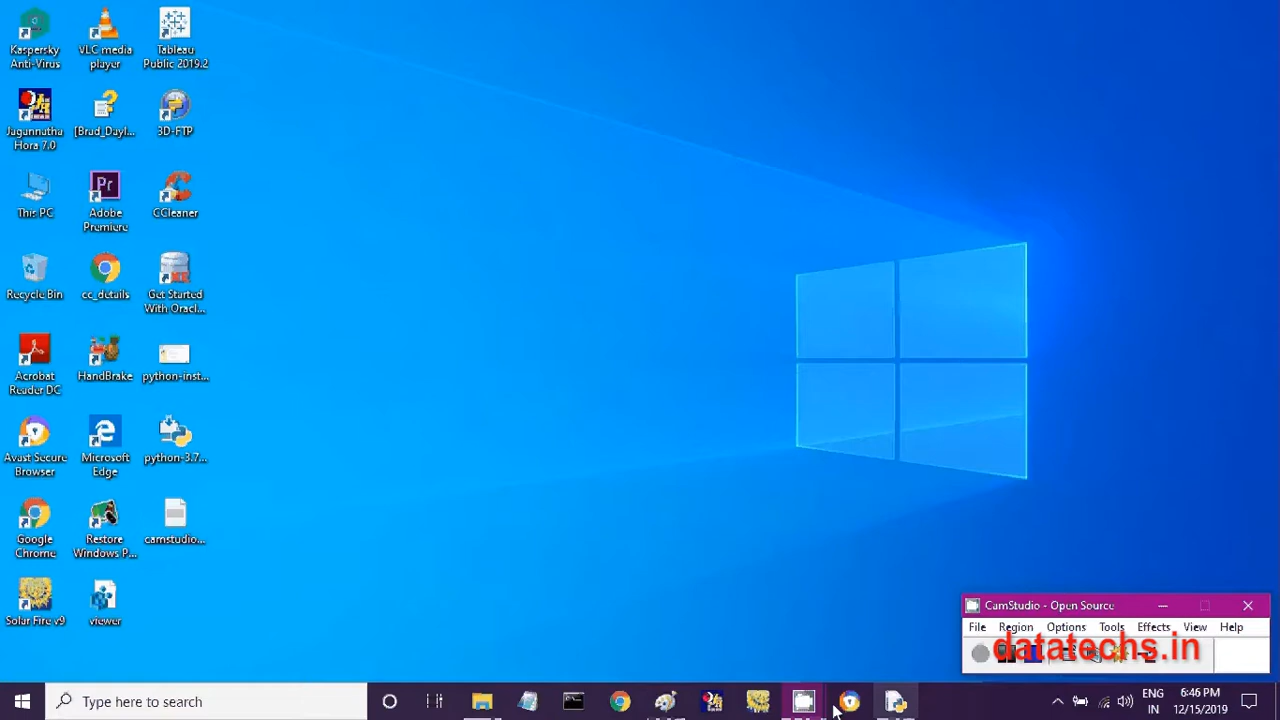 Kaspersky
Anti-Virus
VLC media
player
Tableau
Public 2019.2
Jagannatha
Hora 7.0
[Brad_Dayl...
3D-FTP
This PC
Adobe
Premiere
CCleaner
Recycle Bin
cc_details
Get Started
With Oracl...
Acrobat
Reader DC
HandBrake
python-inst...
Avast Secure
Browser
Microsoft
Edge
python-3.7...
Google
Chrome
Restore
Windows P...
camstudio...
Solar Fire v9
viewer
CamStudio - Open Source
File Region Options Tools Effects View Help
datatechs.in
Type here to search
ENG
IN
6:46 PM
12/15/2019